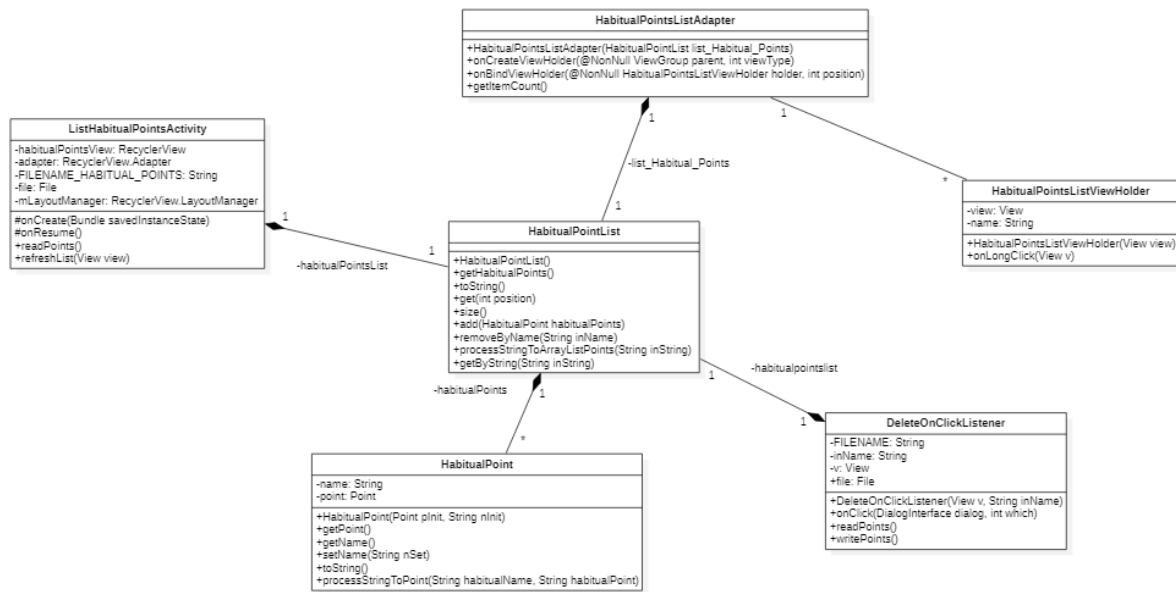 HabitualPointsListAdapter
+HabitualPointsListAdapter(HabitualPointList list_Habitual_Points)
+onCreateViewHolder(@NonNull ViewGroup parent, int viewType)
+onBindViewHolder(@NonNull HabitualPointsListViewHolder holder, int position)
+getItemCount()
1
1
-list_Habitual_Points
1
*
ListHabitualPointsActivity
-habitualPointsView: RecyclerView
-adapter: RecyclerView.Adapter
-FILENAME_HABITUAL_POINTS: String
-file: File
-mLayoutManager: RecyclerView.LayoutManager
#onCreate(Bundle savedInstanceState)
#onResume()
+readPoints()
+refreshList(View view)
1
1
-habitualPointsList
HabitualPointsListViewHolder
-view: View
-name: String
+HabitualPointsListViewHolder(View view)
+onLongClick(View v)
HabitualPointList
+HabitualPointList()
+getHabitualPoints()
+toString()
+get(int position)
+size()
+add(HabitualPoint habitualPoints)
+removeByName(String inName)
+processStringToArrayListPoints(String inString)
+getByString(String inString)
-habitualPoints
1
*
1
-habitualpointslist
1
HabitualPoint
-name: String
-point: Point
+HabitualPoint(Point pInit, String nInit)
+getPoint()
+getName()
+setName(String nSet)
+toString()
+processStringToPoint(String habitualName, String habitualPoint)
DeleteOnClickListener
-FILENAME: String
-inName: String
-v: View
+file: File
+DeleteOnClickListener(View v, String inName)
+onClick(DialogInterface dialog, int which)
+readPoints()
+writePoints()